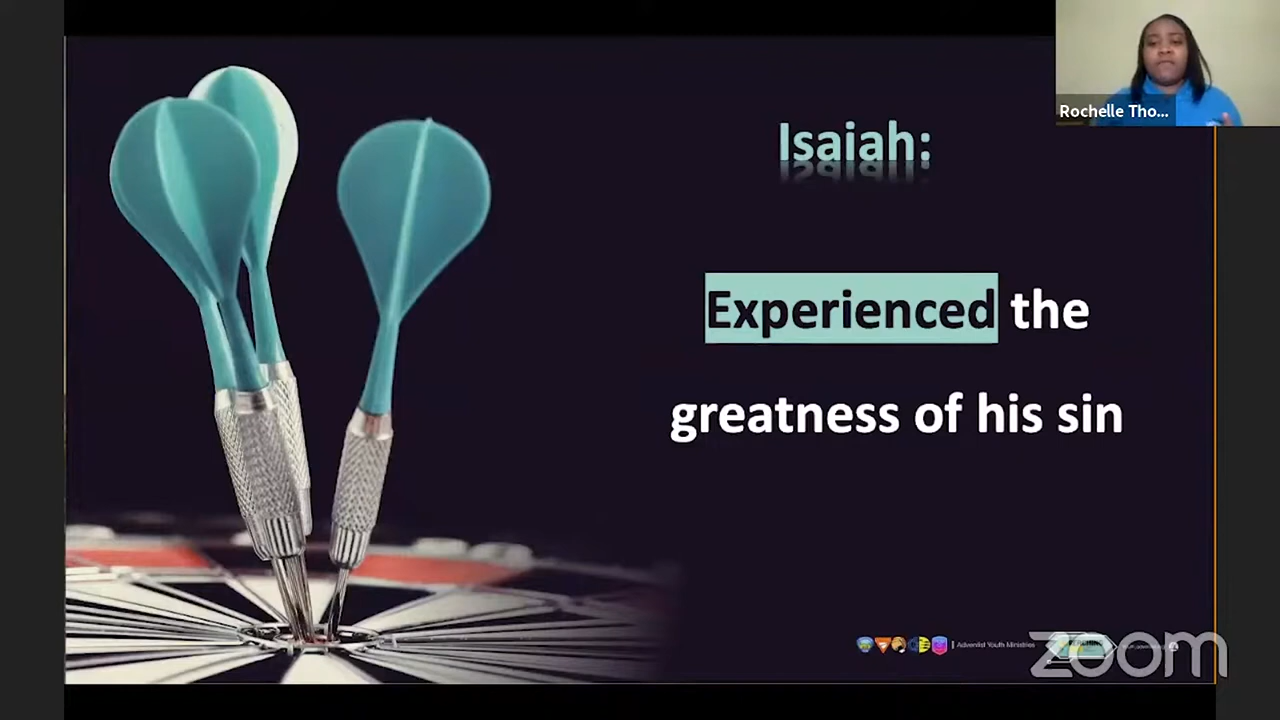 Rochelle Tho...
Isaiah:
Experienced the
greatness of his sin
Adventist Youth Ministries
zoom